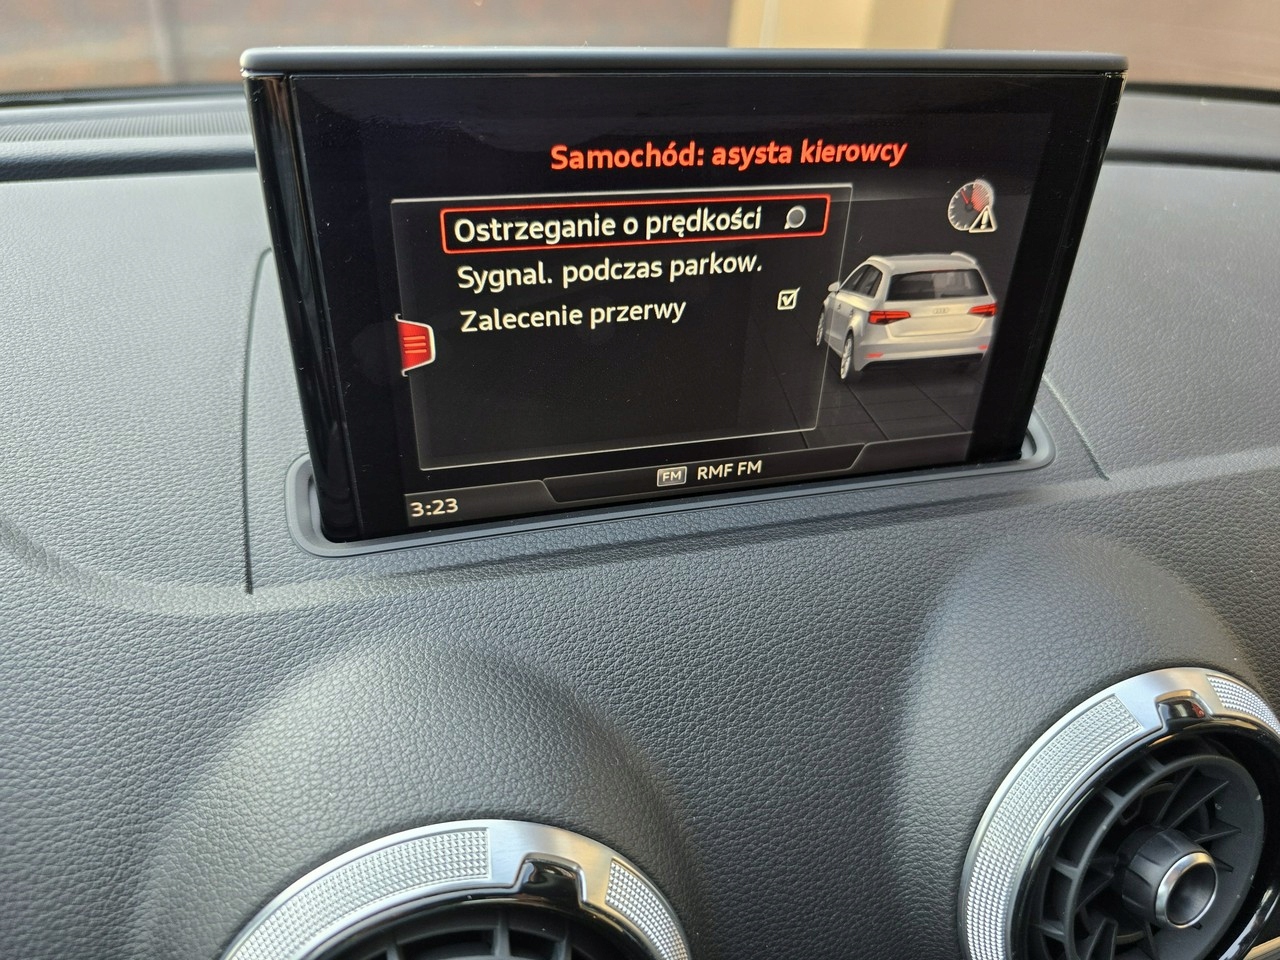 Samochód: asysta kierowcy
Ostrzeganie o prędkości
Sygnal. podczas parkow.
Zalecenie przerwy
FM RMF FM
3:23